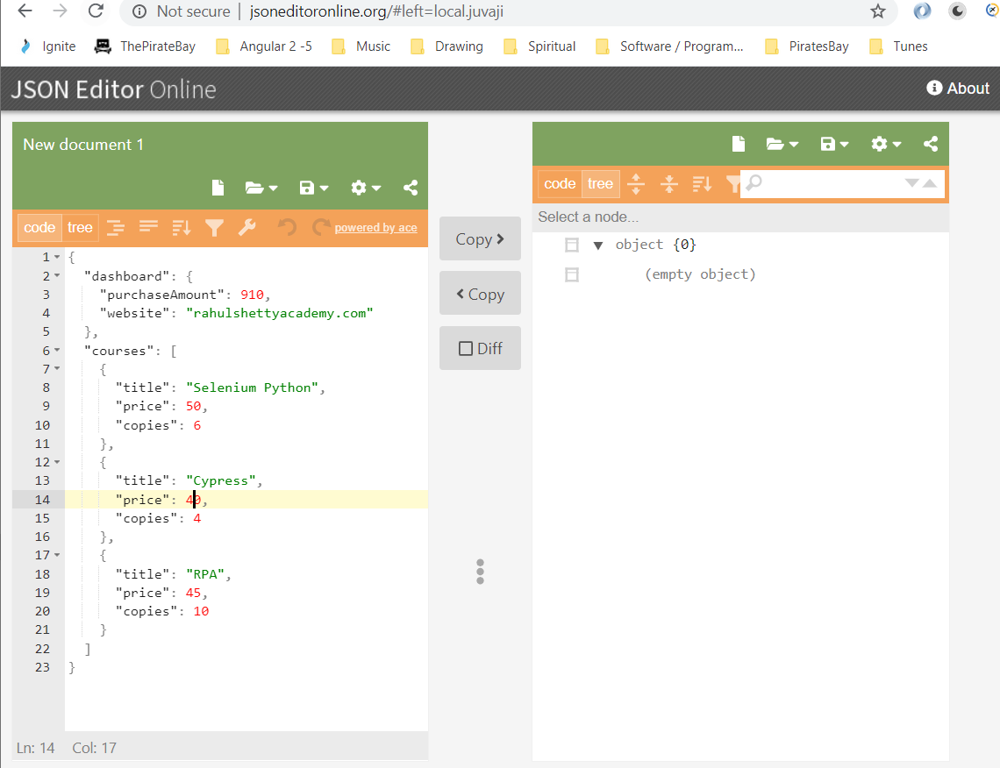 Not secure | jsoneditoronline.org/#left=local.juvaji
Ignite ThePirateBay Angular 2 -5 Music Drawing Spiritual Software / Program... PiratesBay Tunes
JSON Editor Online
About
New document 1
code tree powered by ace
1 {
2 "dashboard": {
3 "purchaseAmount": 910,
4 "website": "rahulshettyacademy.com"
5 },
6 "courses": [
7 {
8 "title": "Selenium Python",
9 "price": 50,
10 "copies": 6
11 },
12 {
13 "title": "Cypress",
14 "price": 40,
15 "copies": 4
16 },
17 {
18 "title": "RPA",
19 "price": 45,
20 "copies": 10
21 }
22 ]
23 }
Ln: 14 Col: 17
Copy >
< Copy
Diff
code tree
Select a node...
object {0}
(empty object)